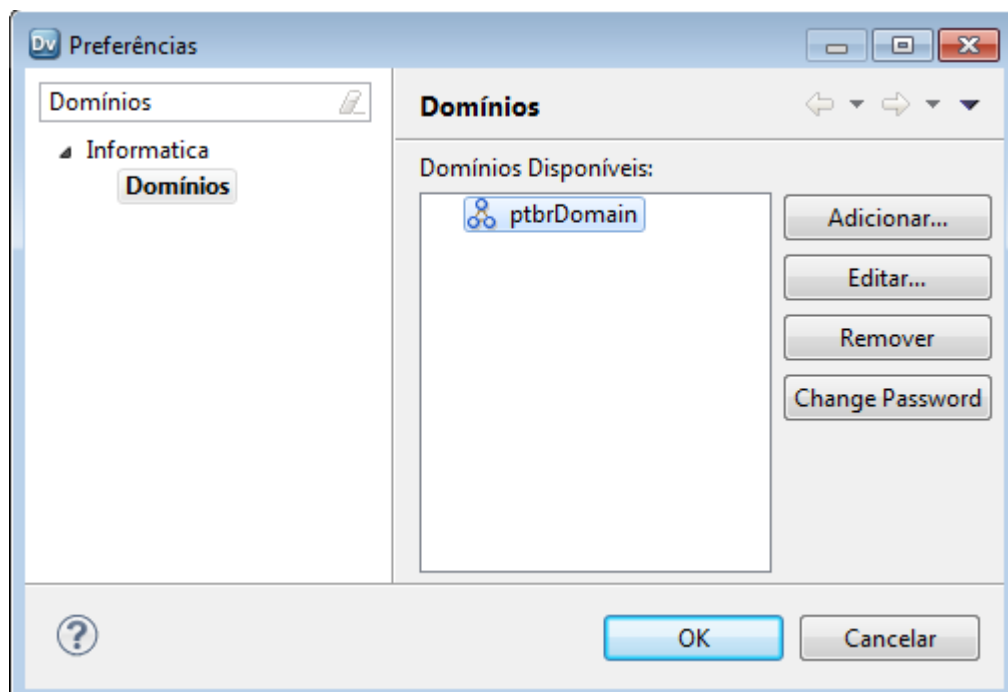 Dv Preferências
Domínios
Informatica
Domínios
Domínios
Domínios Disponíveis:
ptbrDomain
Adicionar...
Editar...
Remover
Change Password
?
OK
Cancelar